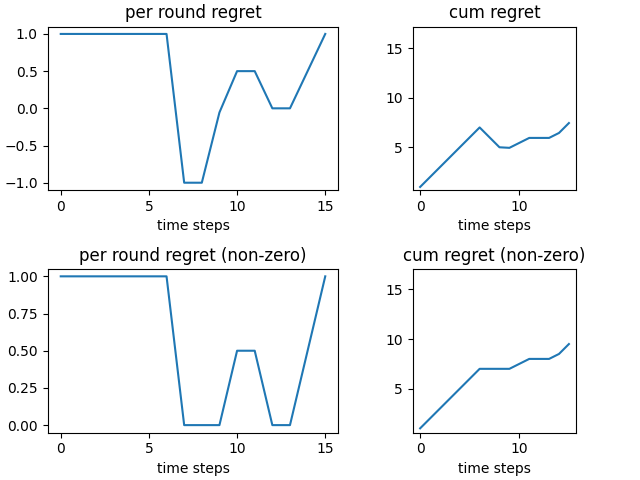 per round regret
1.0
0.5
0.0
−0.5
−1.0
0 5 10 15
time steps
cum regret
15
10
5
0 10
time steps
per round regret (non-zero)
1.00
0.75
0.50
0.25
0.00
0 5 10 15
time steps
cum regret (non-zero)
15
10
5
0 10
time steps